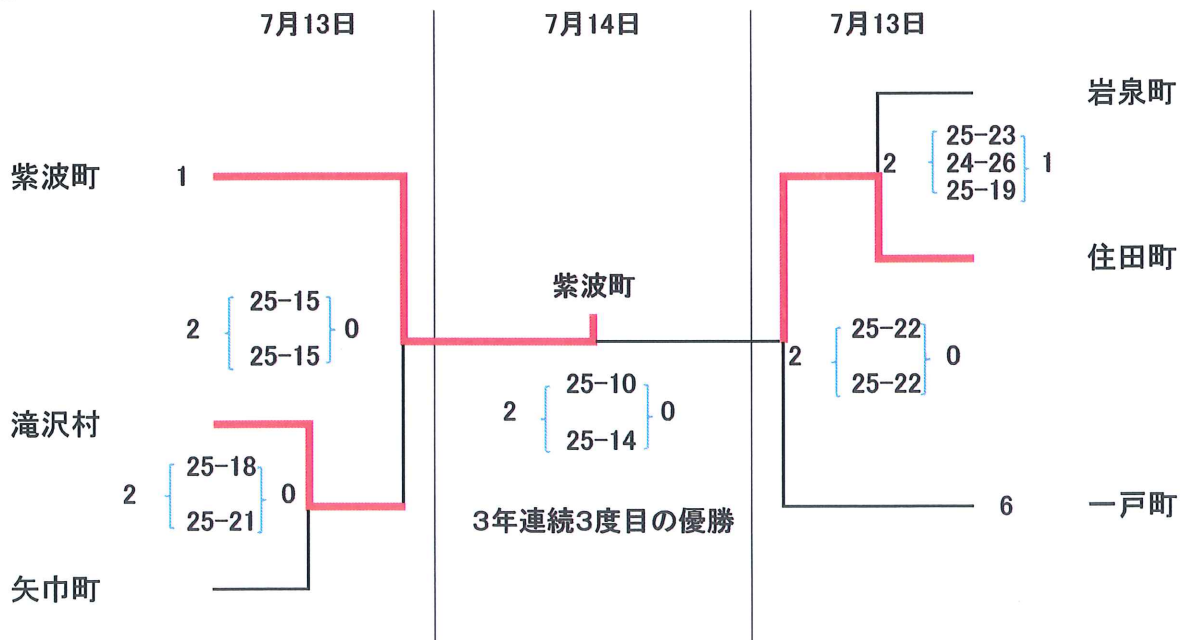 7月13日 7月14日 7月13日
岩泉町
25-23
2 24-26 1
25-19
紫波町 1
住田町
紫波町
25-15
2 0
25-15
25-22
2 0
25-22
25-10
2 0
25-14
滝沢村
25-18
2 0
25-21
3年連続3度目の優勝
6 一戸町
矢巾町